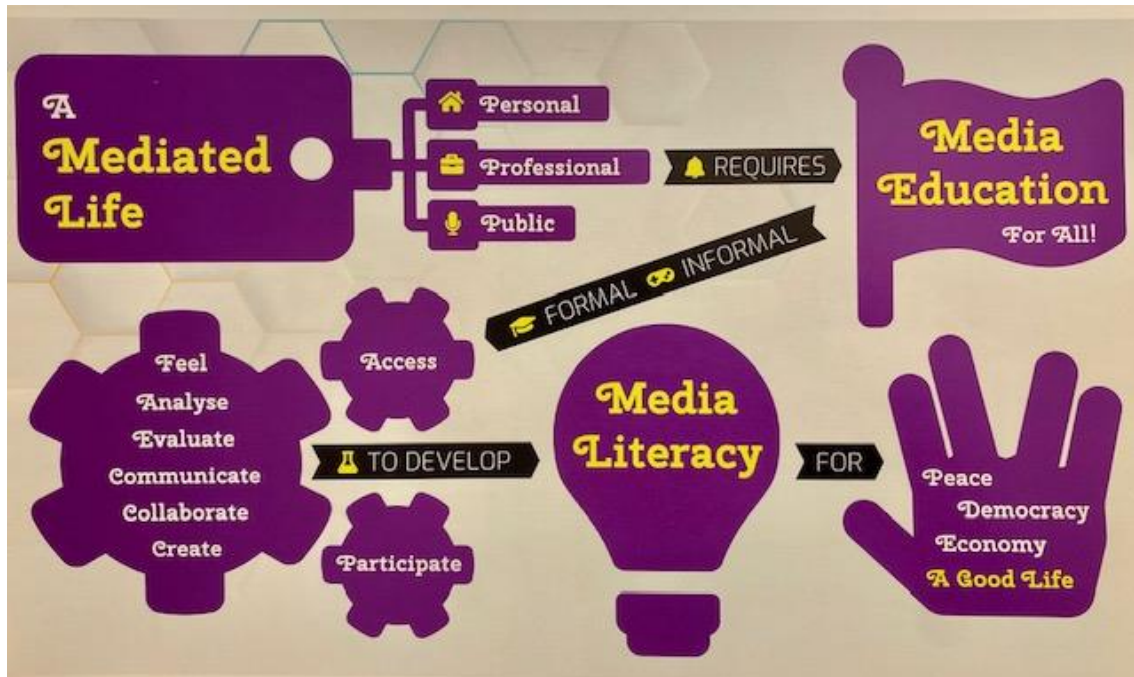 A
Mediated
Life
Personal
Professional
Public
REQUIRES
Media
Education
For All!
FORMAL INFORMAL
Feel
Analyse
Evaluate
Communicate
Collaborate
Create
Access
Participate
TO DEVELOP
Media
Literacy
FOR
Peace
Democracy
Economy
A Good Life